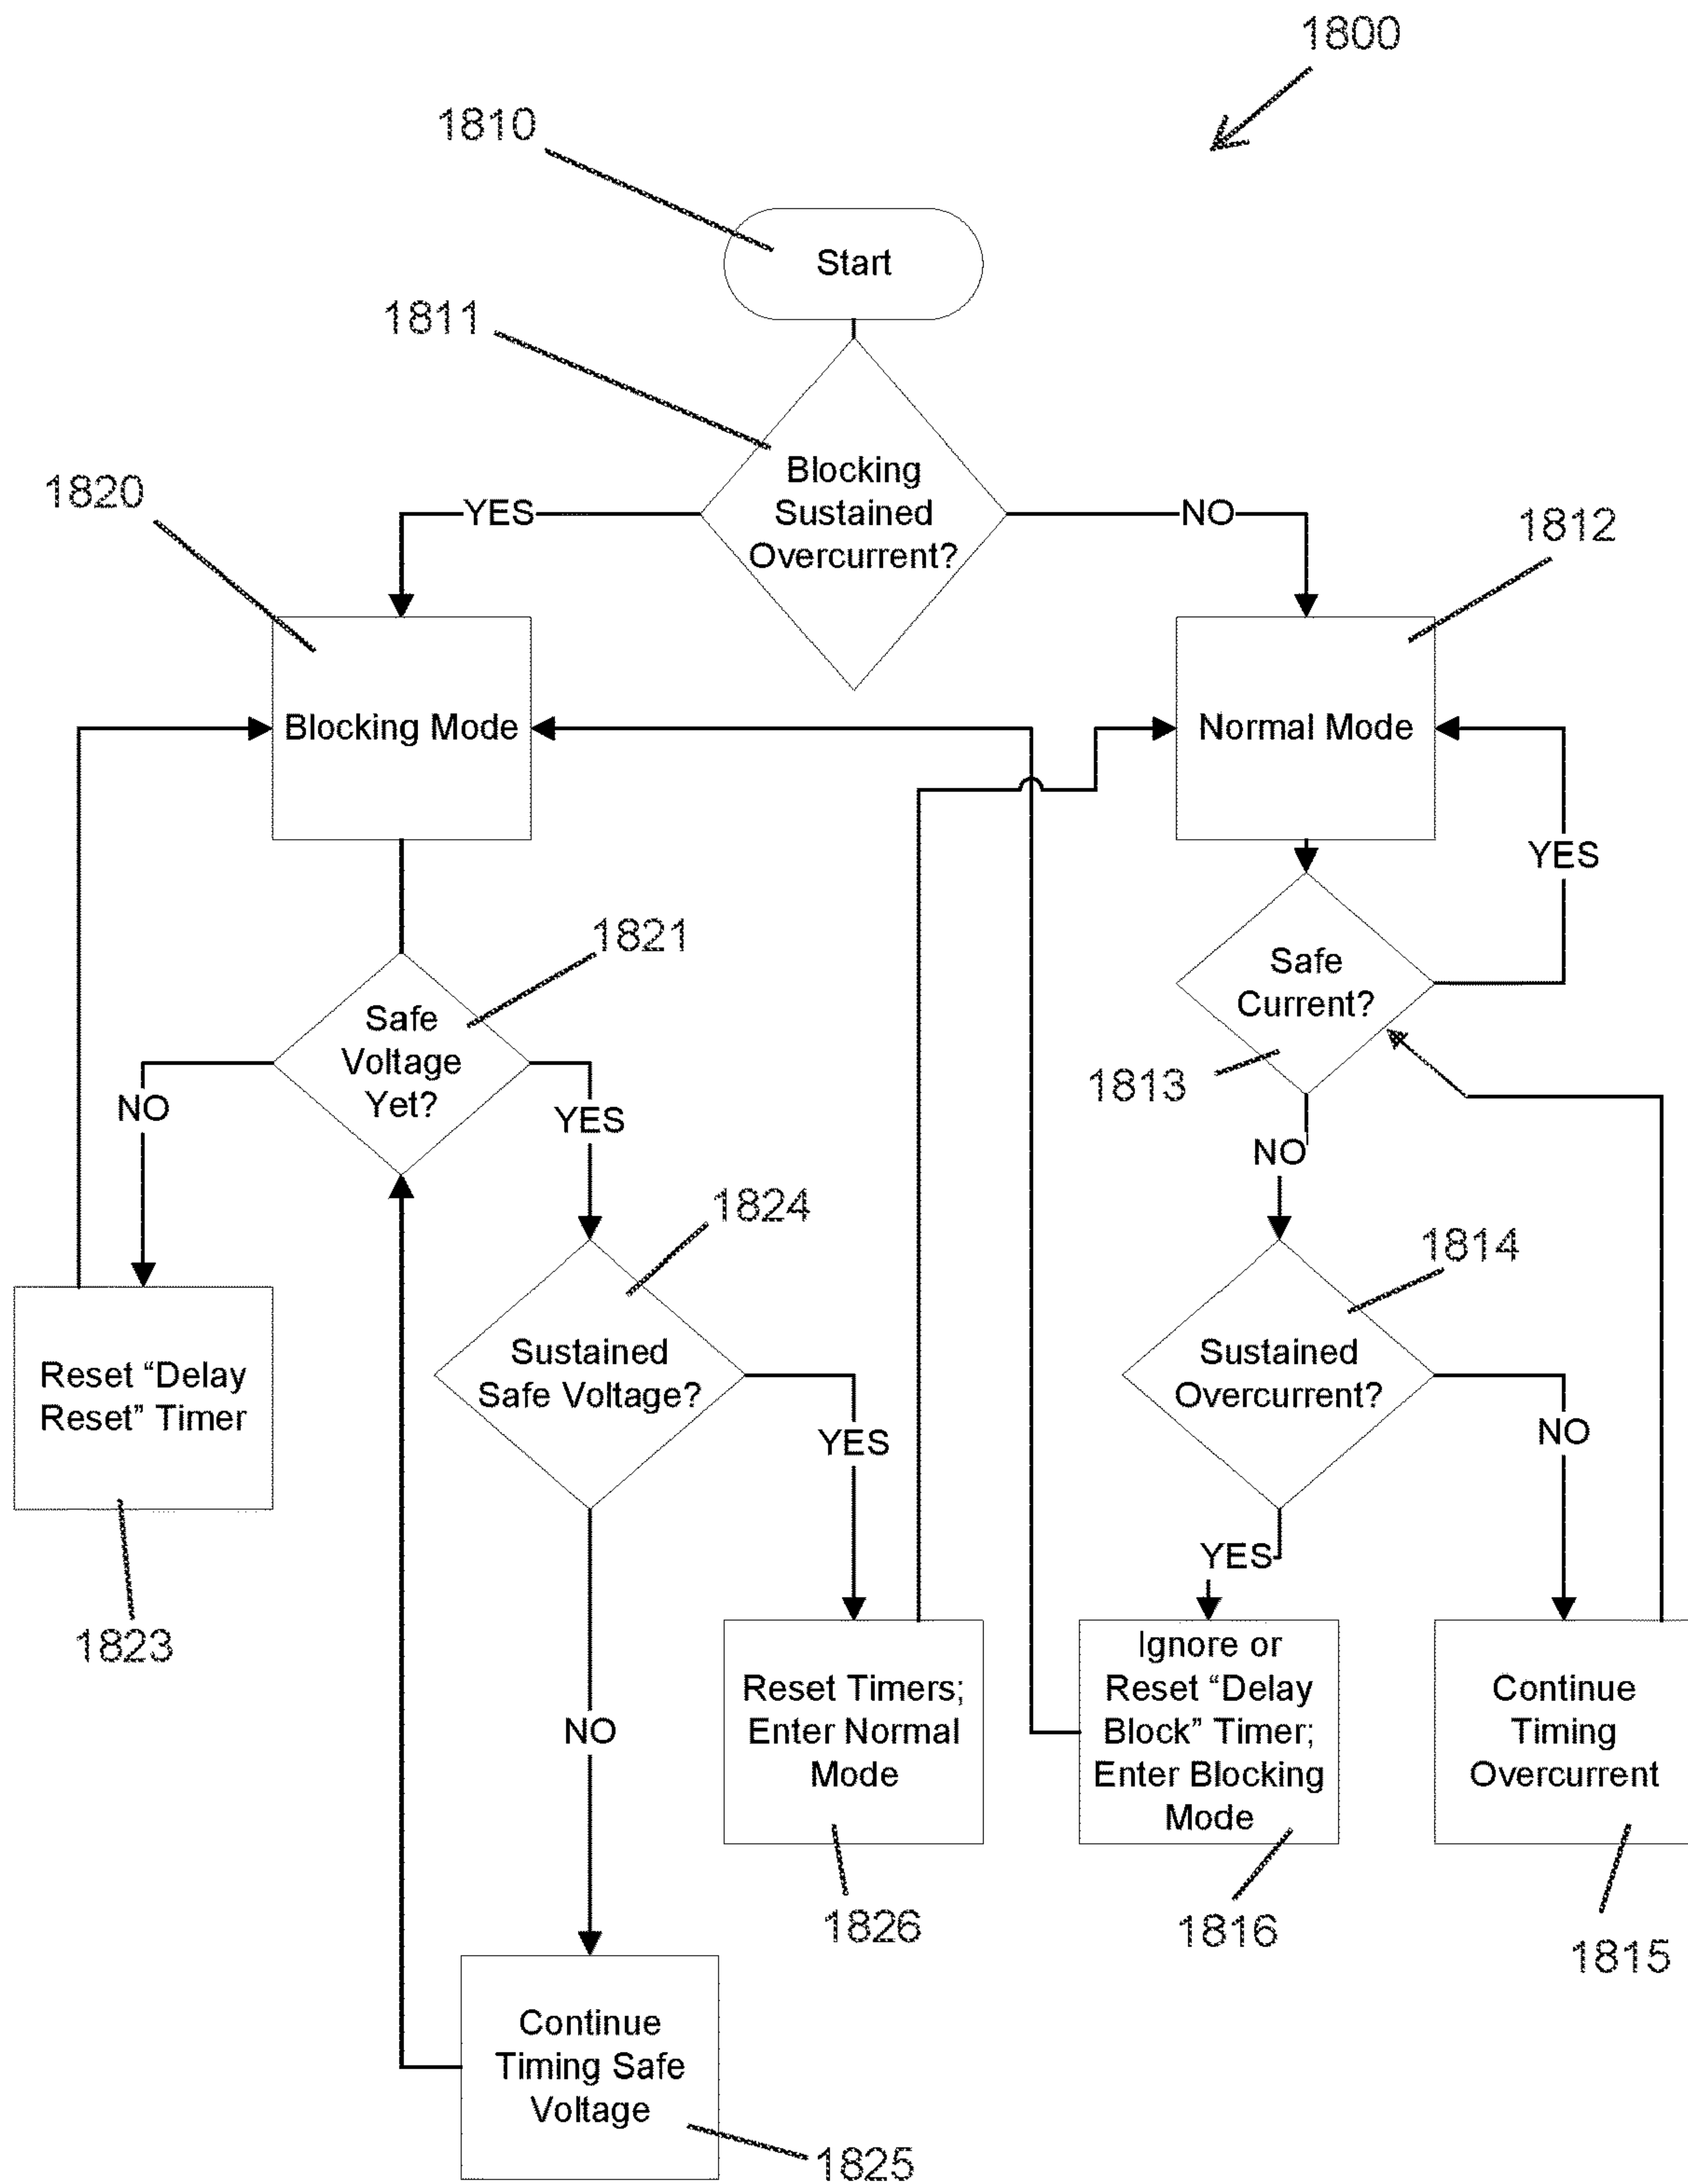 1800
1810
Start
1811
Blocking
Sustained
Overcurrent?
YES
NO
1820
1812
Blocking Mode
Normal Mode
YES
1821
Safe
Voltage
Yet?
Safe
Current?
1813
NO
YES
NO
1824
1814
Reset “Delay
Reset” Timer
Sustained
Safe Voltage?
Sustained
Overcurrent?
YES
NO
YES
1823
NO
Reset Timers;
Enter Normal
Mode
Ignore or
Reset “Delay
Block” Timer;
Enter Blocking
Mode
Continue
Timing
Overcurrent
1826
1816
1815
Continue
Timing Safe
Voltage
1825